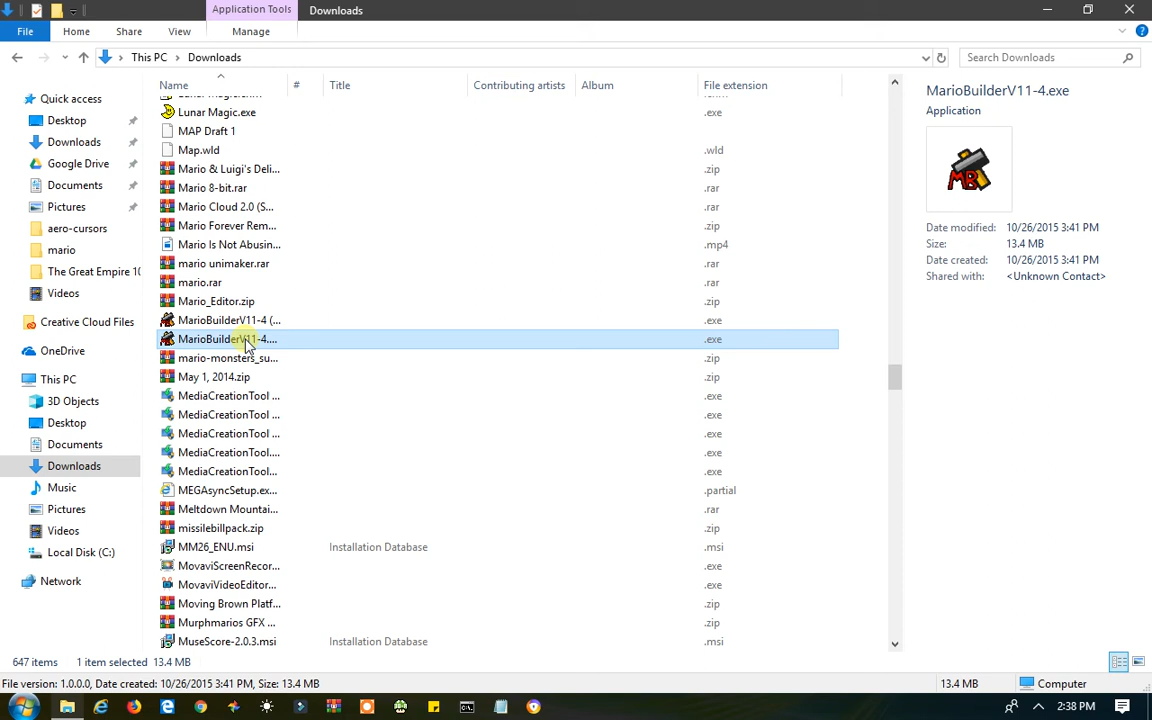 Application Tools
Downloads
File
Home
Share
View
Manage
This PC
Downloads
Search Downloads
Name
#
Title
Contributing artists
Album
File extension
Quick access
Desktop
Downloads
Google Drive
Documents
Pictures
aero-cursors
mario
The Great Empire 10
Videos
Creative Cloud Files
OneDrive
This PC
3D Objects
Desktop
Documents
Downloads
Music
Pictures
Videos
Local Disk (C:)
Network
Lunar Magic.exe .exe
MAP Draft 1
Map.wld .wld
Mario & Luigi's Deli... .zip
Mario 8-bit.rar .rar
Mario Cloud 2.0 (S... .rar
Mario Forever Rem... .zip
Mario Is Not Abusin... .mp4
mario unimaker.rar .rar
mario.rar .rar
Mario_Editor.zip .zip
MarioBuilderV11-4 (... .exe
MarioBuilderV11-4.... .exe
mario-monsters_su... .zip
May 1, 2014.zip .zip
MediaCreationTool ... .exe
MediaCreationTool ... .exe
MediaCreationTool ... .exe
MediaCreationTool.... .exe
MediaCreationTool... .exe
MEGAsyncSetup.ex... .partial
Meltdown Mountai... .rar
missilebillpack.zip .zip
MM26_ENU.msi Installation Database .msi
MovaviScreenRecor... .exe
MovaviVideoEditor... .exe
Moving Brown Platf... .zip
Murphmarios GFX ... .zip
MuseScore-2.0.3.msi Installation Database .msi
MarioBuilderV11-4.exe
Application
MB
Date modified: 10/26/2015 3:41 PM
Size: 13.4 MB
Date created: 10/26/2015 3:41 PM
Shared with: <Unknown Contact>
647 items 1 item selected 13.4 MB
File version: 1.0.0.0, Date created: 10/26/2015 3:41 PM, Size: 13.4 MB
13.4 MB
Computer
2:38 PM